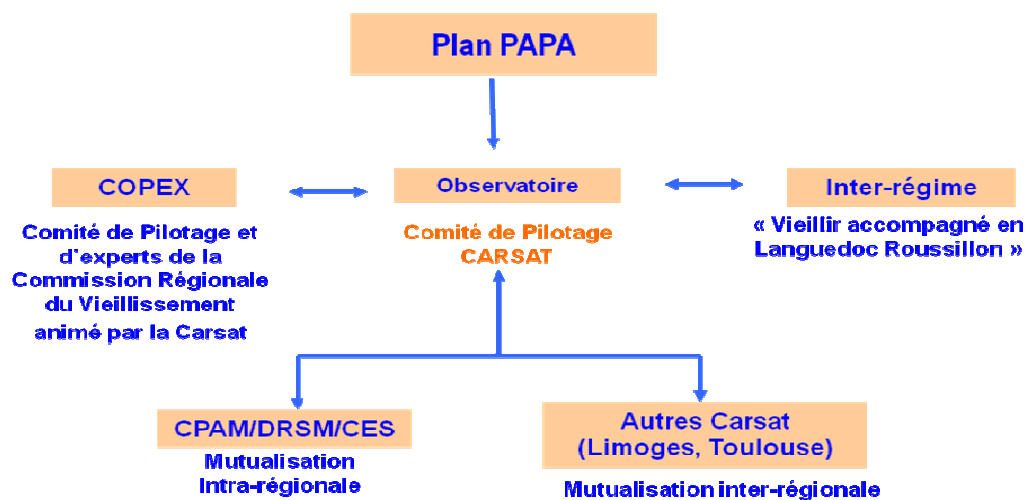 Plan PAPA
COPEX
Comité de Pilotage et
d'experts de la
Commission Régionale
du Vieillissement
animé par la Carsat
Observatoire
Comité de Pilotage
CARSAT
Inter-régime
« Vieillir accompagné en
Languedoc Roussillon »
CPAM/DRSM/CES
Mutualisation
Intra-régionale
Autres Carsat
(Limoges, Toulouse)
Mutualisation inter-régionale